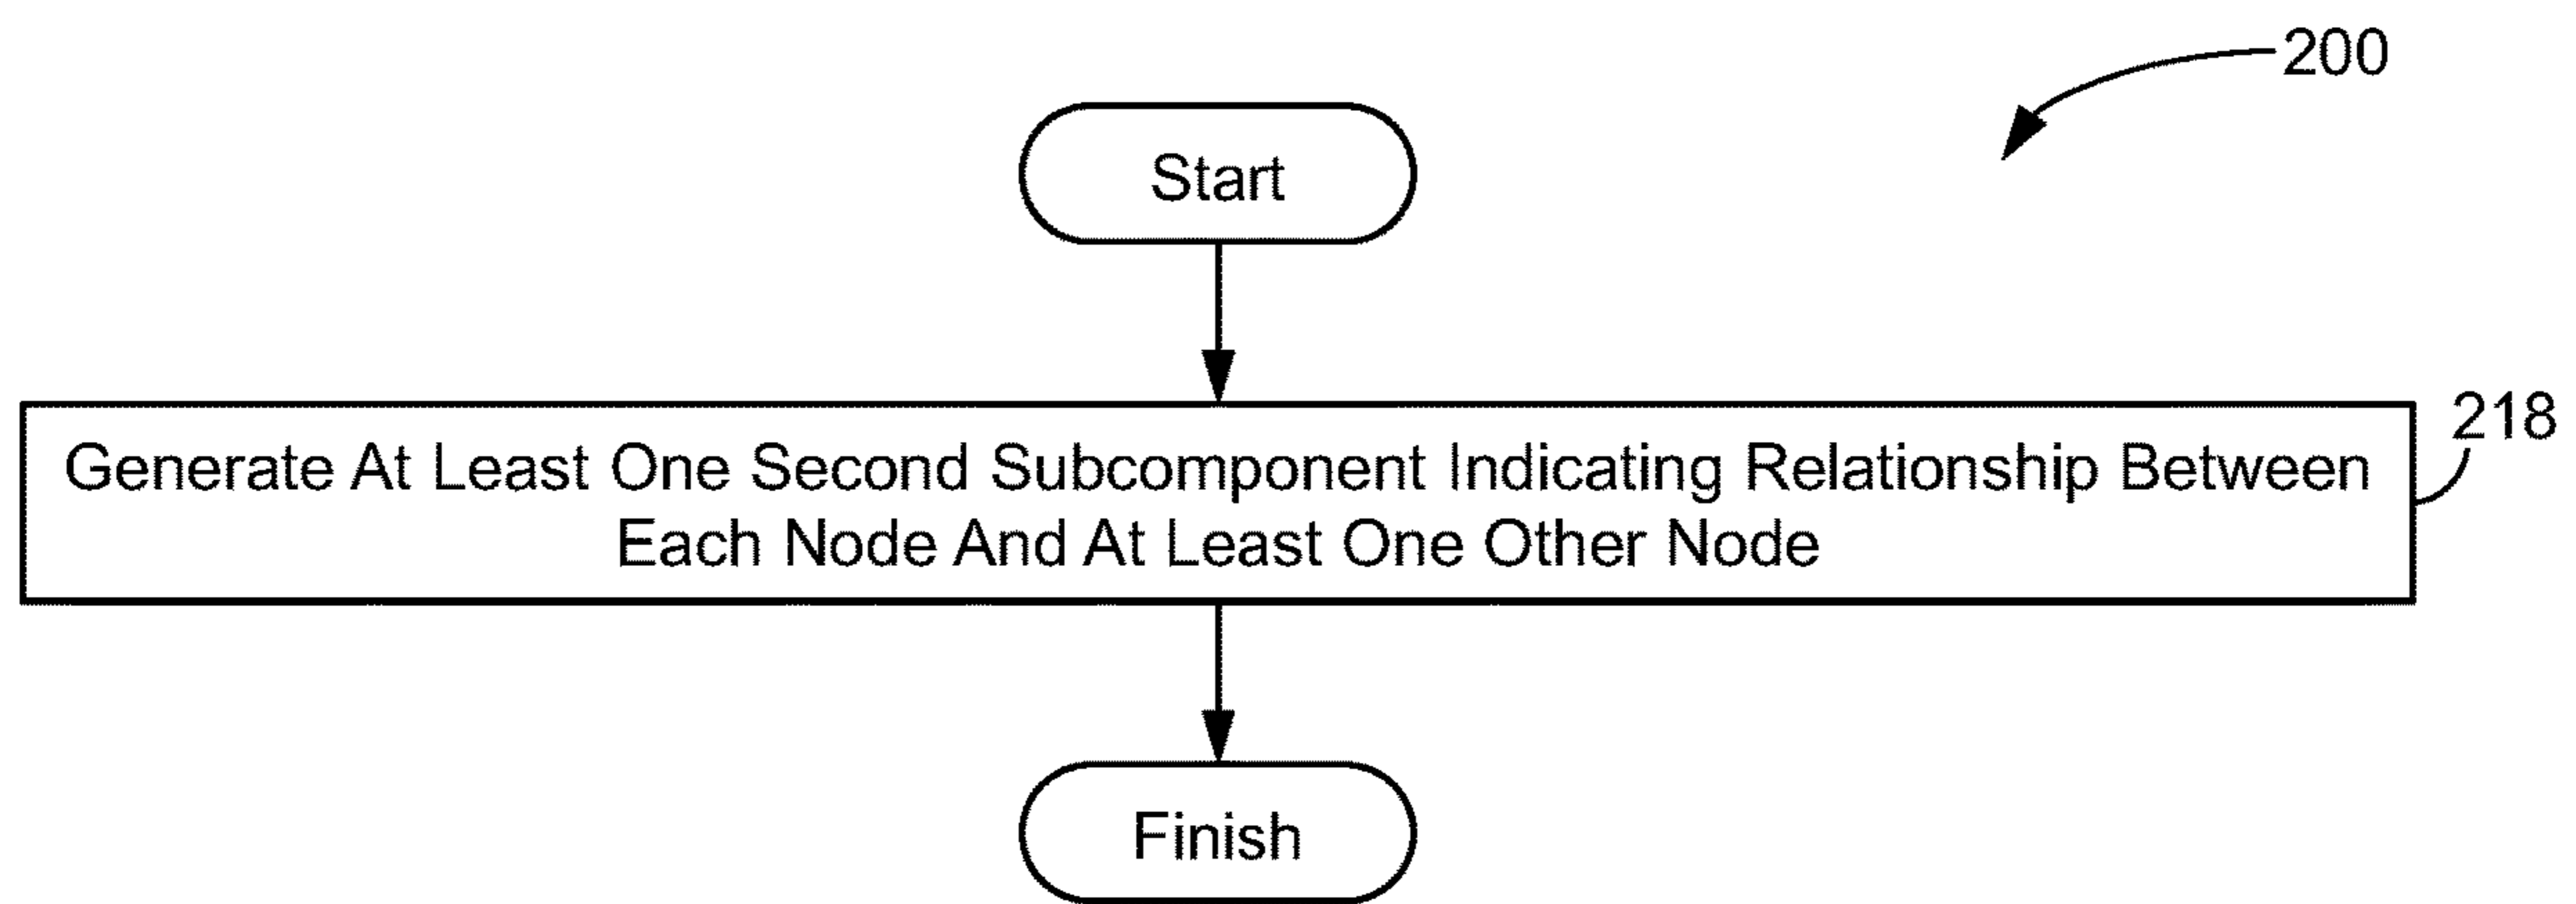 200
Start
Generate At Least One Second Subcomponent Indicating Relationship Between
Each Node And At Least One Other Node
218
Finish